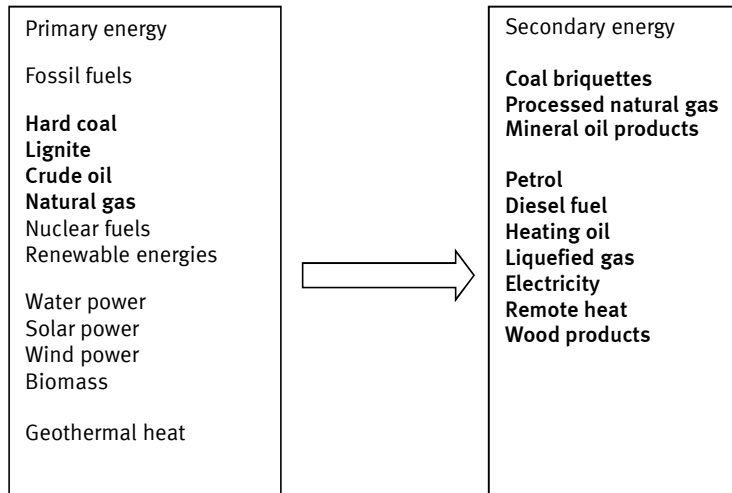 Primary energy
Fossil fuels
Hard coal
Lignite
Crude oil
Natural gas
Nuclear fuels
Renewable energies
Water power
Solar power
Wind power
Biomass
Geothermal heat
Secondary energy
Coal briquettes
Processed natural gas
Mineral oil products
Petrol
Diesel fuel
Heating oil
Liquefied gas
Electricity
Remote heat
Wood products